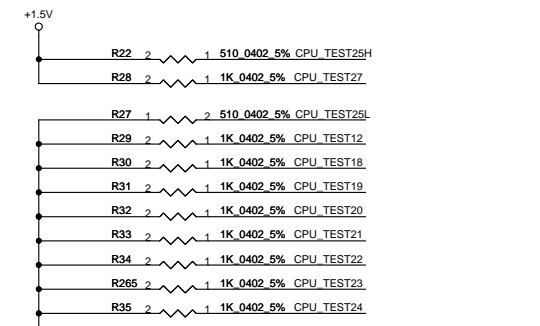 +1.5V
R22 2 1 510_0402_5% CPU_TEST25H
R28 2 1 1K_0402_5% CPU_TEST27
R27 1 2 510_0402_5% CPU_TEST25L
R29 2 1 1K_0402_5% CPU_TEST12
R30 2 1 1K_0402_5% CPU_TEST18
R31 2 1 1K_0402_5% CPU_TEST19
R32 2 1 1K_0402_5% CPU_TEST20
R33 2 1 1K_0402_5% CPU_TEST21
R34 2 1 1K_0402_5% CPU_TEST22
R265 2 1 1K_0402_5% CPU_TEST23
R35 2 1 1K_0402_5% CPU_TEST24